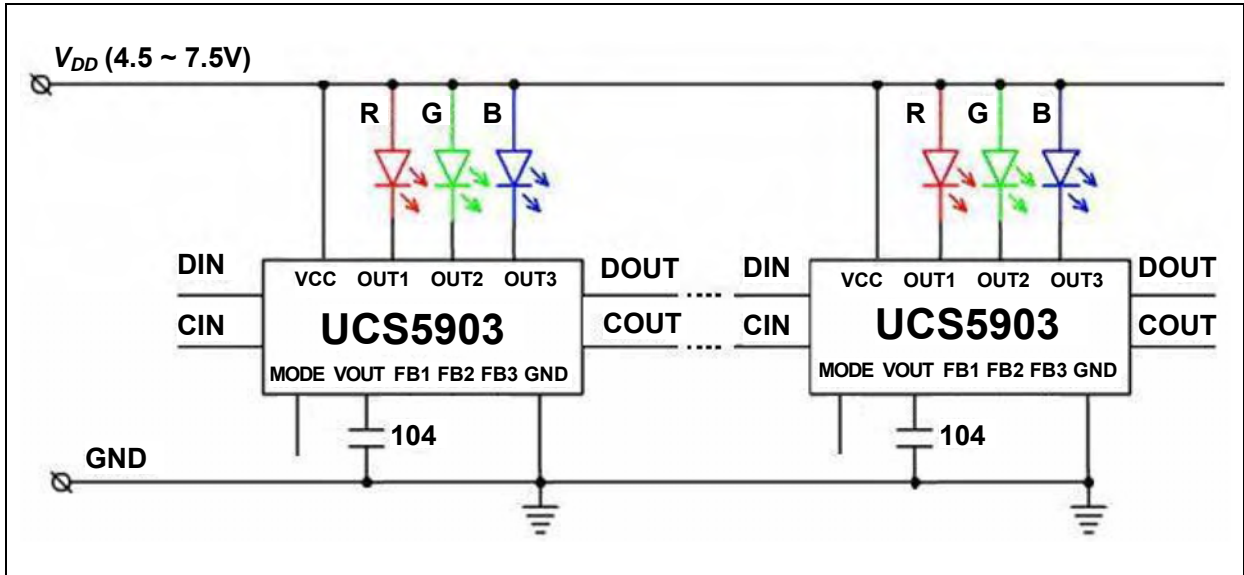 V_DD (4.5 ~ 7.5V)
R G B R G B
DIN VCC OUT1 OUT2 OUT3 DOUT DIN VCC OUT1 OUT2 OUT3 DOUT
CIN UCS5903 COUT CIN UCS5903 COUT
MODE VOUT FB1 FB2 FB3 GND MODE VOUT FB1 FB2 FB3 GND
104 104
GND